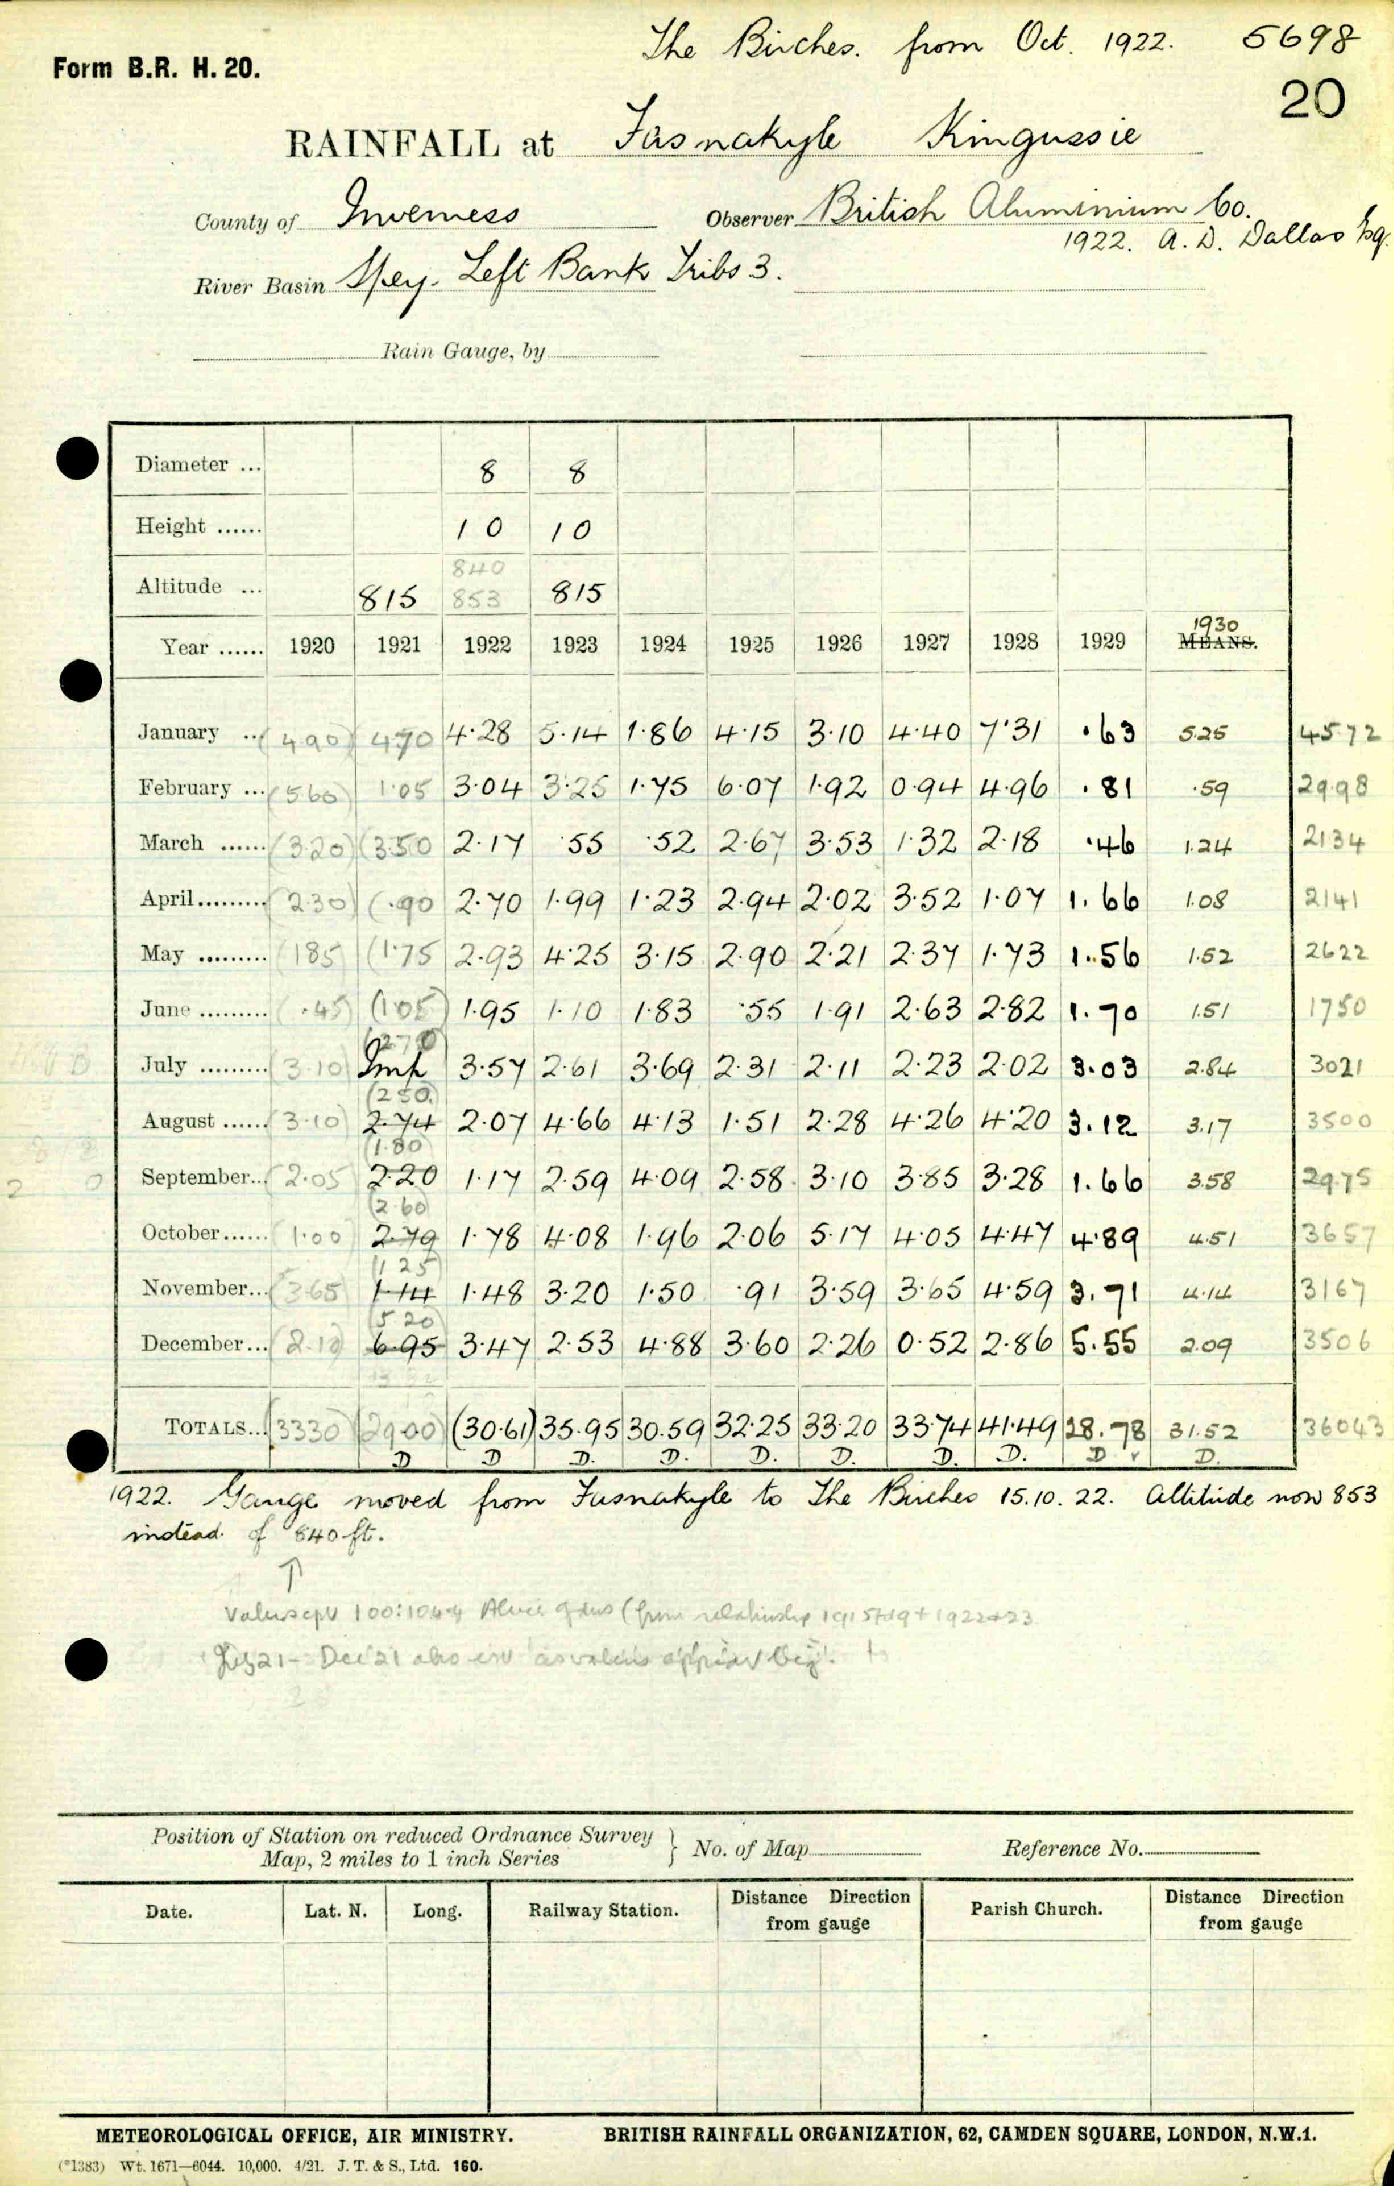 The Birches. from Oct. 1922. 5698
Form B.R. H. 20.
20
RAINFALL at Fasnakyle Kingussie
County of Inverness Observer British Aluminium Co.
1922. A. D. Dallas Esq.
River Basin Spey. Left Bank Tribs 3.
Rain Gauge, by
Diameter ... 8 8
Height ...... 10 10
840
Altitude ... 815 853 815
1930
Year ...... 1920 1921 1922 1923 1924 1925 1926 1927 1928 1929 MEANS.
January .. (490) 470 4.28 5.14 1.86 4.15 3.10 4.40 7.31 .63 5.25 4572
February ... (560) 1.05 3.04 3.25 1.75 6.07 1.92 0.94 4.96 .81 .59 2998
March ...... (3.20) (3.50 2.17 .55 .52 2.67 3.53 1.32 2.18 .46 1.24 2134
April......... (2.30) (.90 2.70 1.99 1.23 2.94 2.02 3.52 1.07 1.66 1.08 2141
May ......... (185) (1.75 2.93 4.25 3.15 2.90 2.21 2.37 1.73 1.56 1.52 2622
June ......... (.45) (1.05) 1.95 1.10 1.83 .55 1.91 2.63 2.82 1.70 1.51 1750
(270)
July ......... (3.10) Imp 3.57 2.61 3.69 2.31 2.11 2.23 2.02 3.03 2.84 3021
(250)
August ...... (3.10) 2.74 2.07 4.66 4.13 1.51 2.28 4.26 4.20 3.12 3.17 3500
(1.80)
September... (2.05) 2.20 1.17 2.59 4.09 2.58 3.10 3.85 3.28 1.66 3.58 2975
(2 60)
October...... (1.00) 2.79 1.78 4.08 1.96 2.06 5.17 4.05 4.47 4.89 4.51 3657
(1 25)
November... (3.65) 1.14 1.48 3.20 1.50 .91 3.59 3.65 4.59 3.71 4.14 3167
(5 20)
December... (2.10) 6.95 3.47 2.53 4.88 3.60 2.26 0.52 2.86 5.55 2.09 3506
TOTALS... (3330) (2900) (30.61) 35.95 30.59 32.25 33.20 33.74 41.49 28.78 31.52 36043
D D D. D. D. D. D. D. D D.
1922. Gauge moved from Fasnakyle to The Birches 15.10.22. Altitude now 853
instead of 840 ft.
100:104.4 (from relationship 1915 to 19 + 1922 + 23
July 21 - Dec 21 also as values appear big.
Position of Station on reduced Ordnance Survey
Map, 2 miles to 1 inch Series } No. of Map Reference No.
Date. Lat. N. Long. Railway Station. Distance Direction from gauge Parish Church. Distance Direction from gauge
METEOROLOGICAL OFFICE, AIR MINISTRY. BRITISH RAINFALL ORGANIZATION, 62, CAMDEN SQUARE, LONDON, N.W.1.
(*1383) Wt. 1671—6044. 10,000. 4/21. J. T. & S., Ltd. 160.